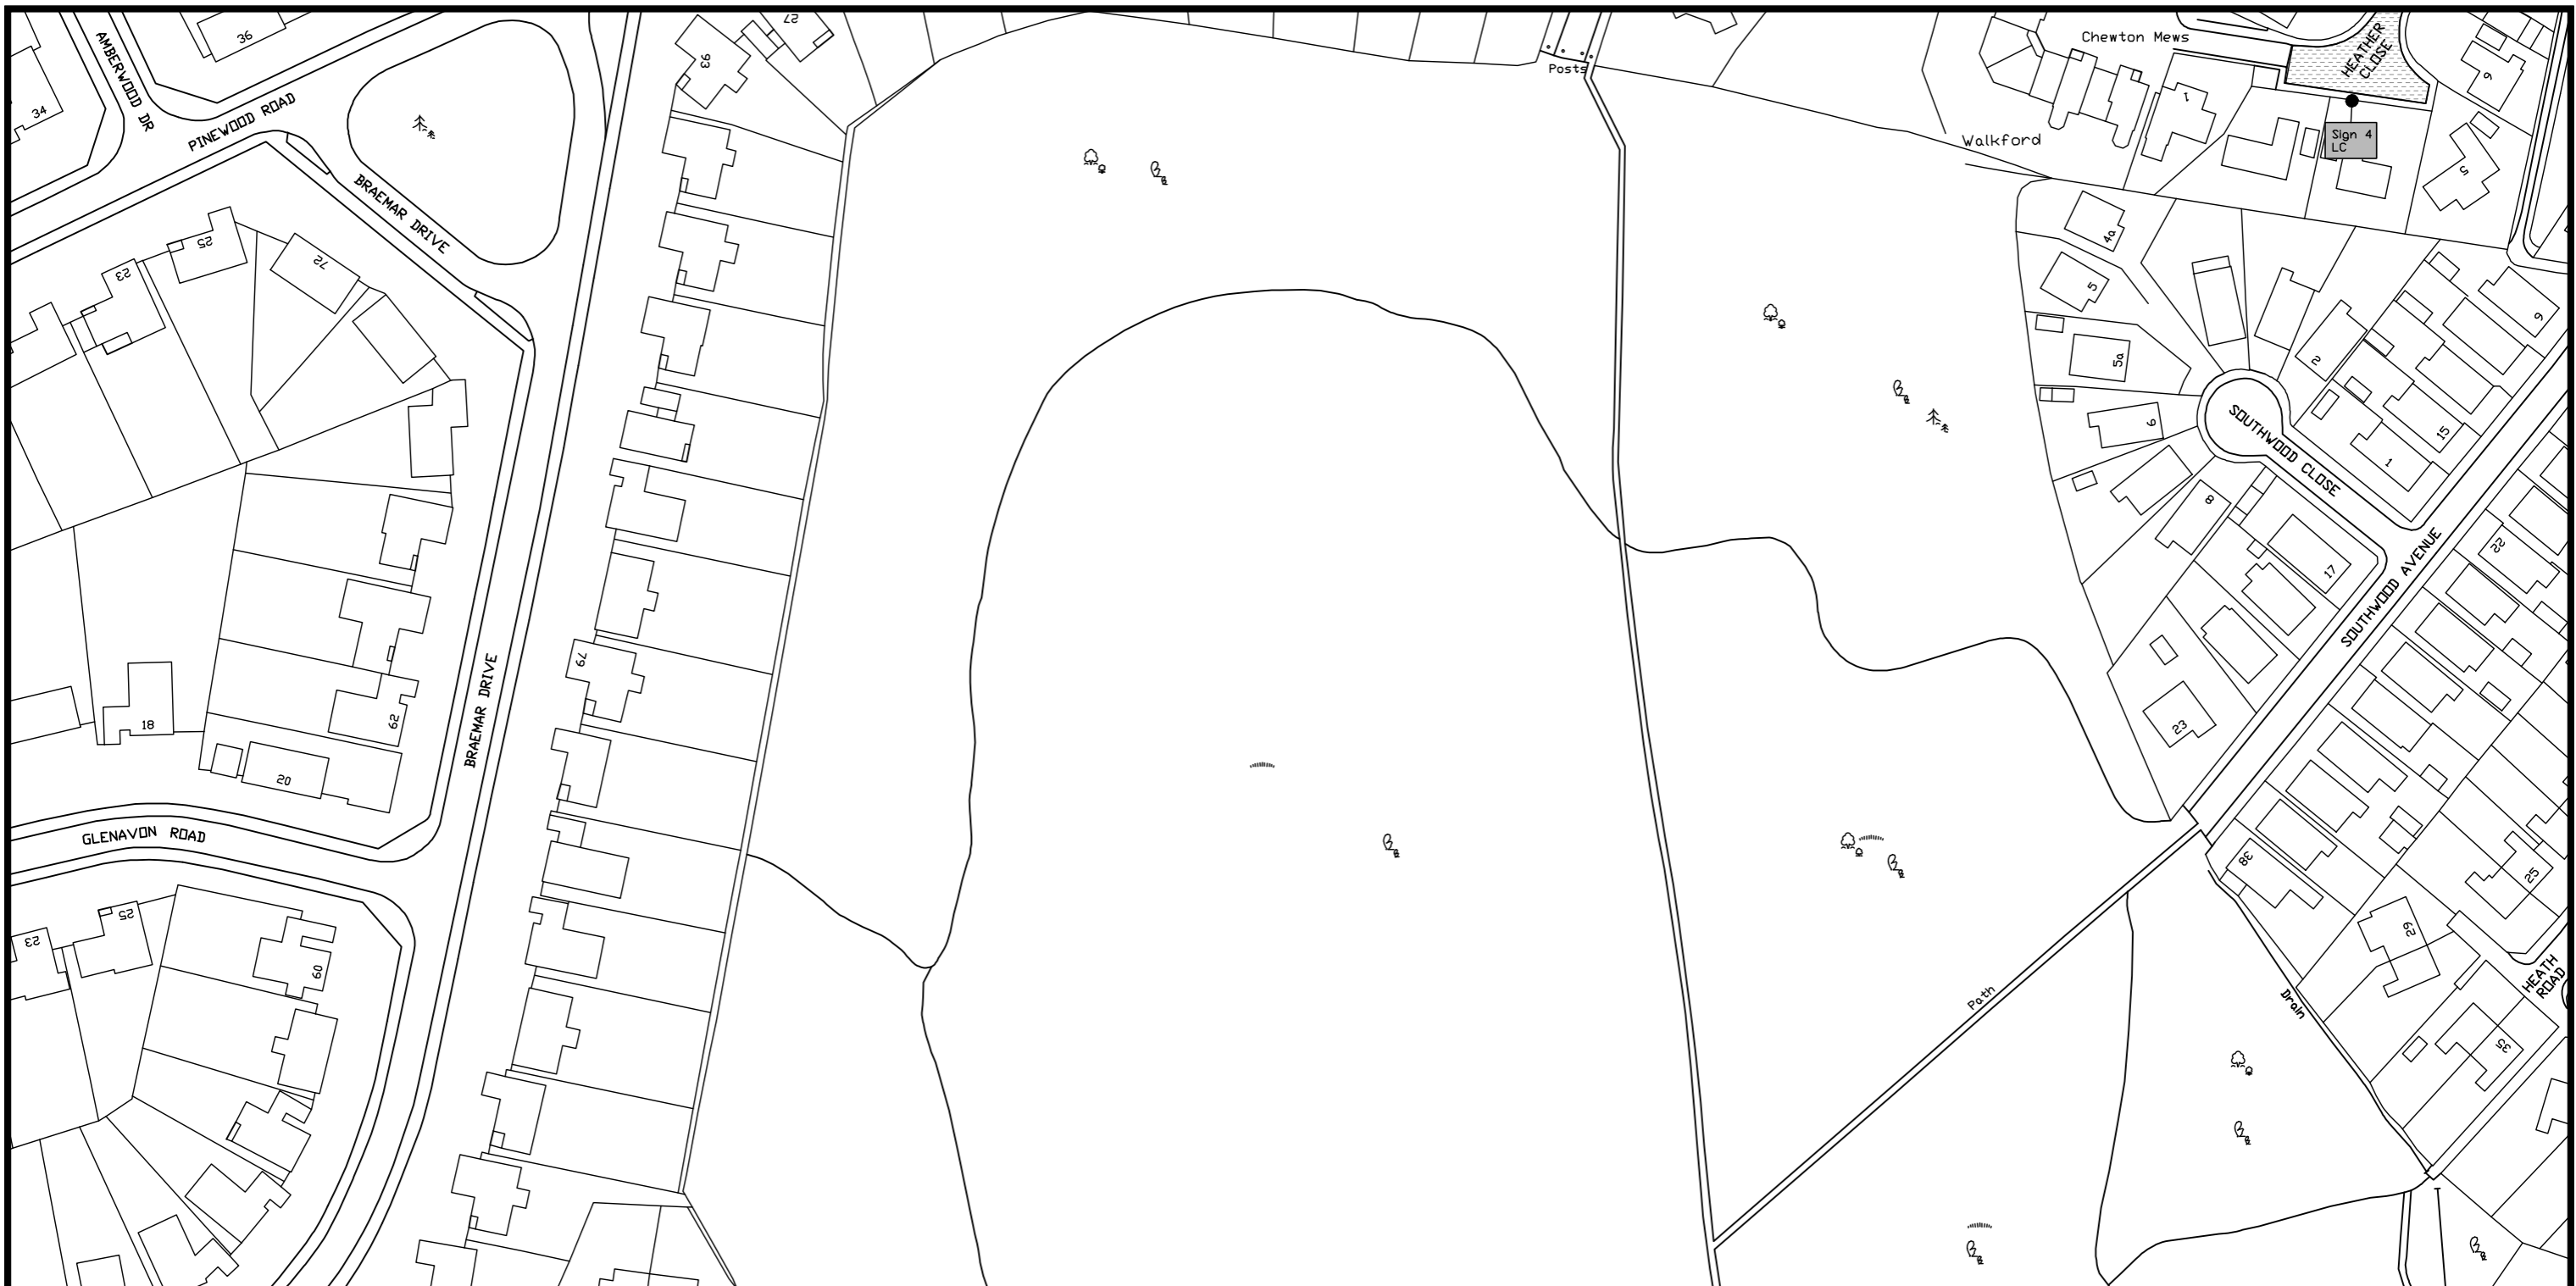 36
27
Chewton Mews
HEATHER
CLOSE
AMBERWOOD DR
93
Posts
6
34
PINEWOOD ROAD
1
Sign 4
LC
Walkford
5
BRAEMAR DRIVE
25
4a
23
72
5
9
2
5a
9
SOUTHWOOD CLOSE
15
1
8
22
17
SOUTHWOOD AVENUE
79
BRAEMAR DRIVE
62
18
23
20
GLENAVON ROAD
38
25
25
29
23
60
HEATH
ROAD
Path
Drain
35